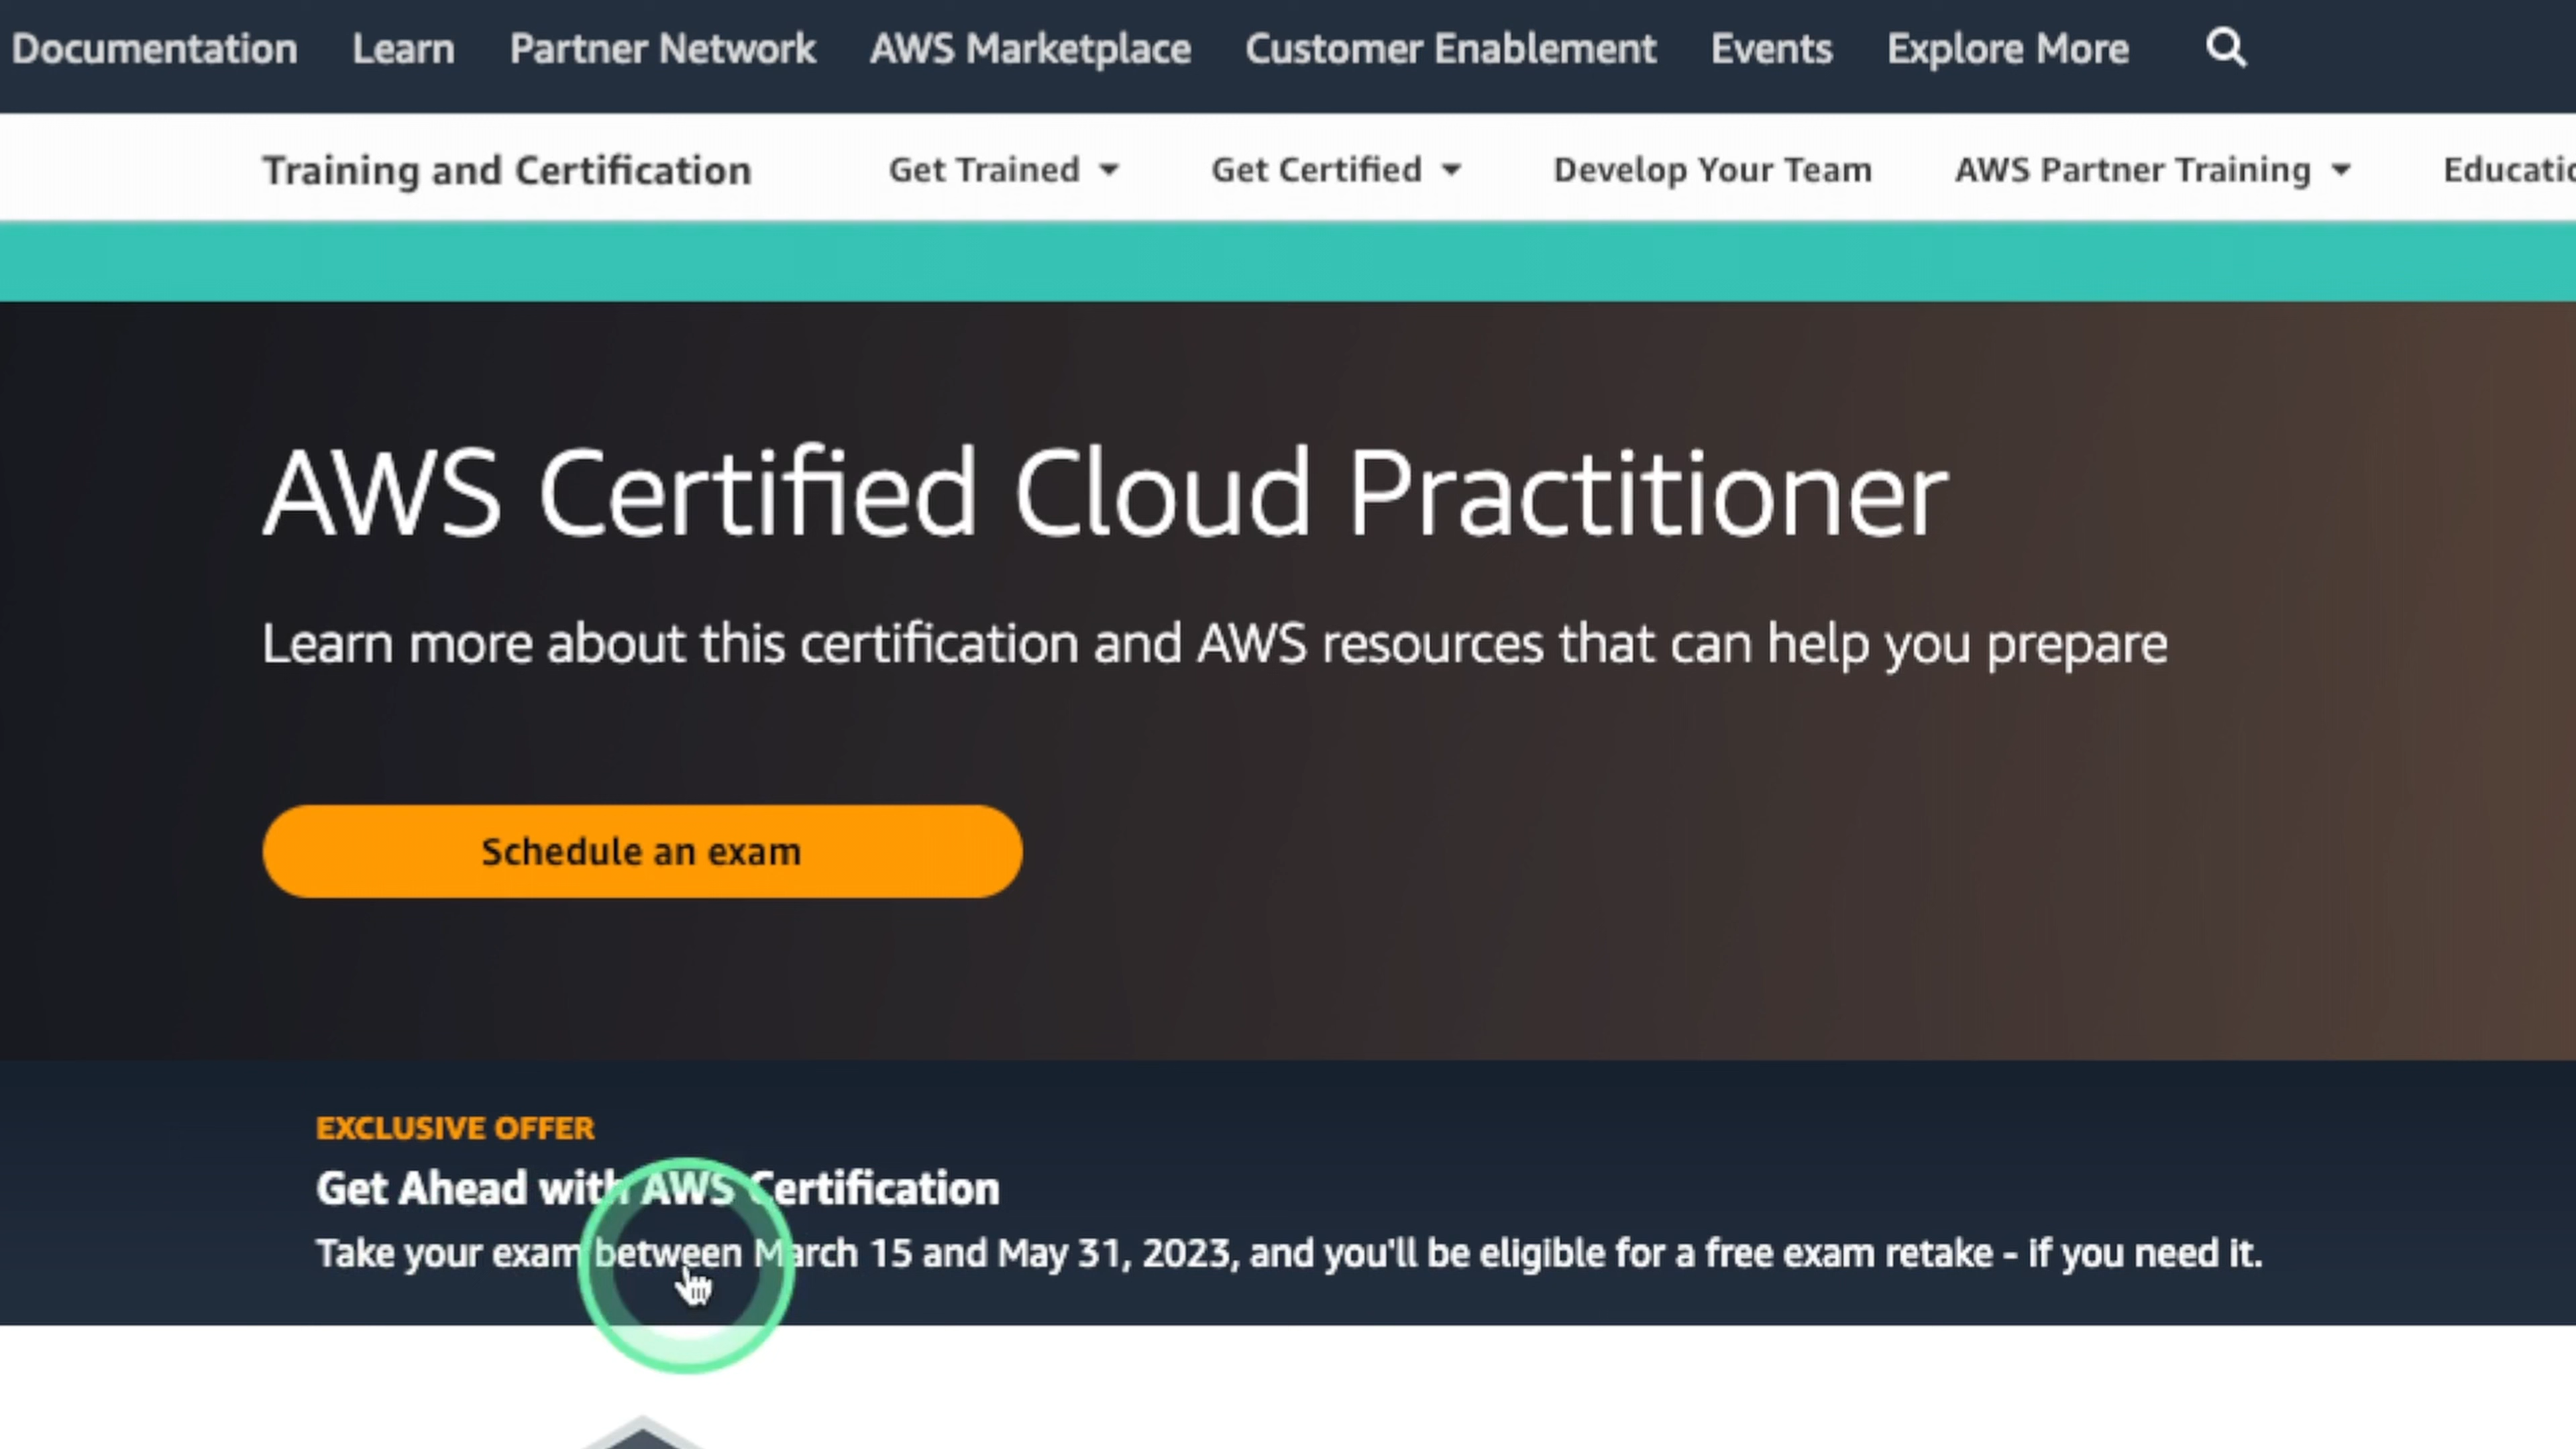 Documentation Learn Partner Network AWS Marketplace Customer Enablement Events Explore More
Training and Certification Get Trained Get Certified Develop Your Team AWS Partner Training
AWS Certified Cloud Practitioner
Learn more about this certification and AWS resources that can help you prepare
Schedule an exam
EXCLUSIVE OFFER
Get Ahead with AWS Certification
Take your exam between March 15 and May 31, 2023, and you'll be eligible for a free exam retake - if you need it.